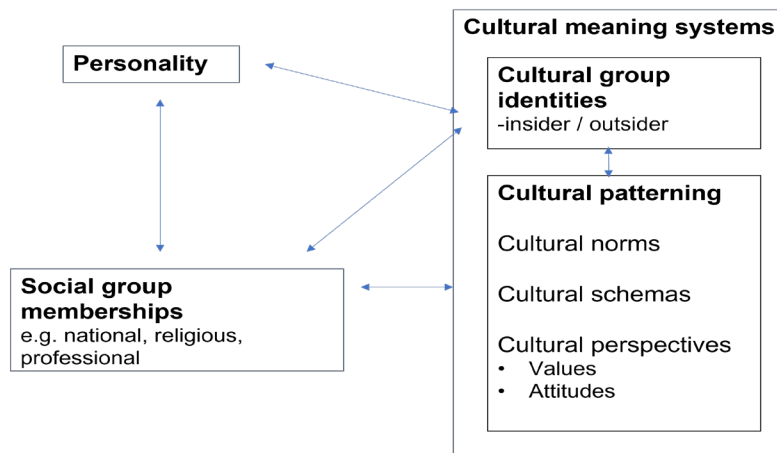 Personality
Social group
memberships
e.g. national, religious,
professional
Cultural meaning systems
Cultural group
identities
-insider / outsider
Cultural patterning
Cultural norms
Cultural schemas
Cultural perspectives
• Values
• Attitudes